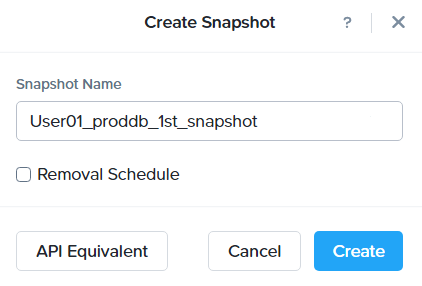 Create Snapshot ?
Snapshot Name
User01_proddb_1st_snapshot
Removal Schedule
API Equivalent Cancel Create